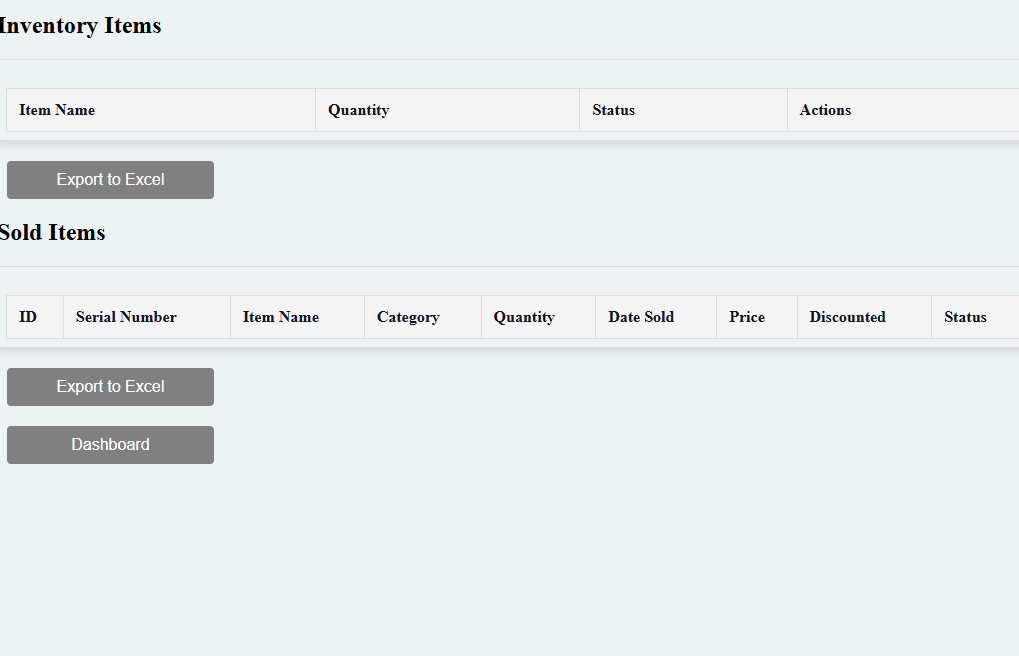 Inventory Items
Item Name Quantity Status Actions
Export to Excel
Sold Items
ID Serial Number Item Name Category Quantity Date Sold Price Discounted Status
Export to Excel
Dashboard